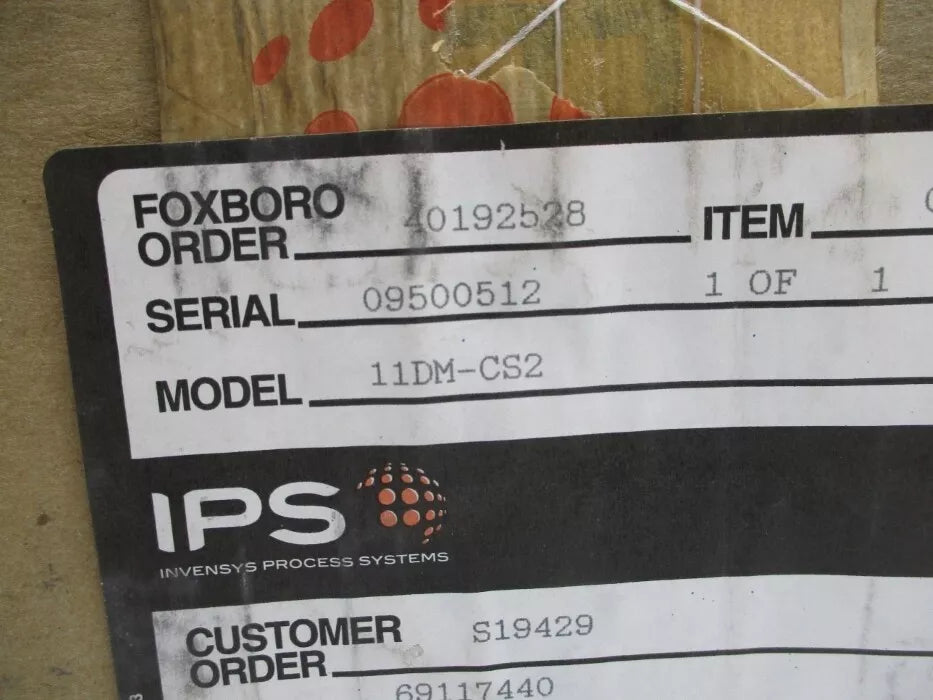 FOXBORO
ORDER 40192528 ITEM
SERIAL 09500512 1 OF 1
MODEL 11DM-CS2
IPS
INVENSYS PROCESS SYSTEMS
CUSTOMER
ORDER S19429
69117440